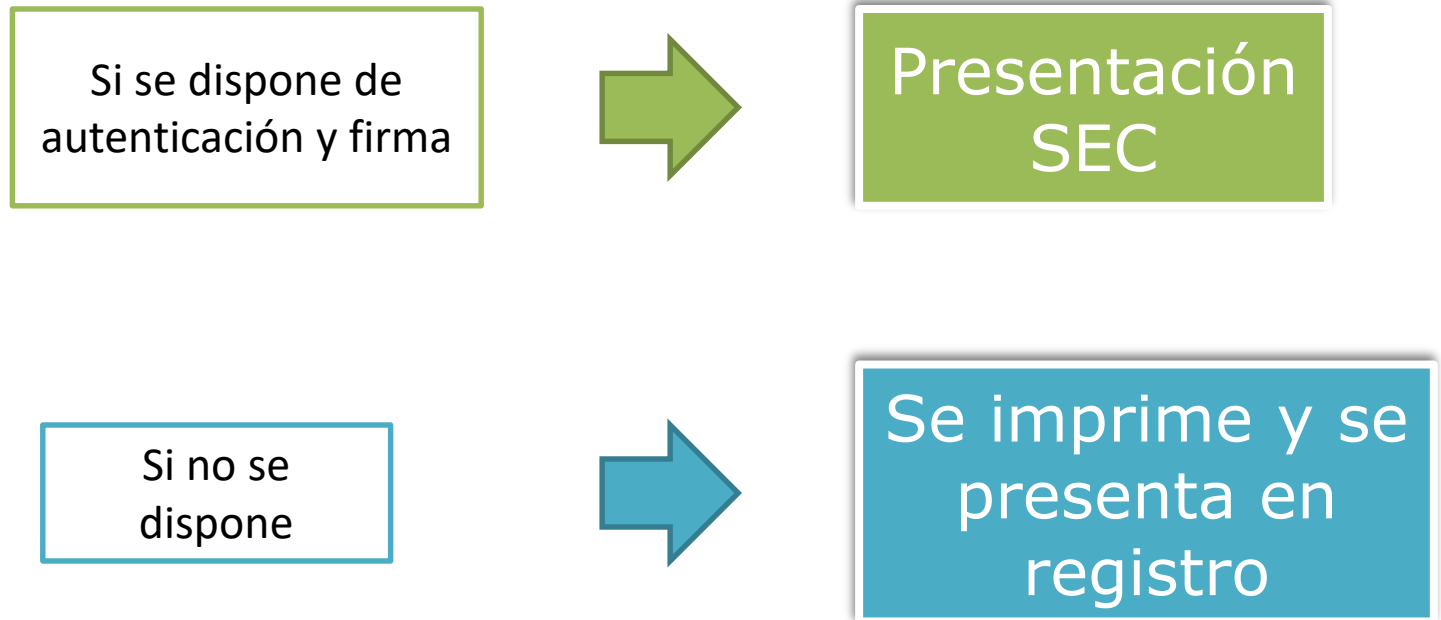 Si se dispone de
autenticación y firma
Presentación
SEC
Si no se
dispone
Se imprime y se
presenta en
registro